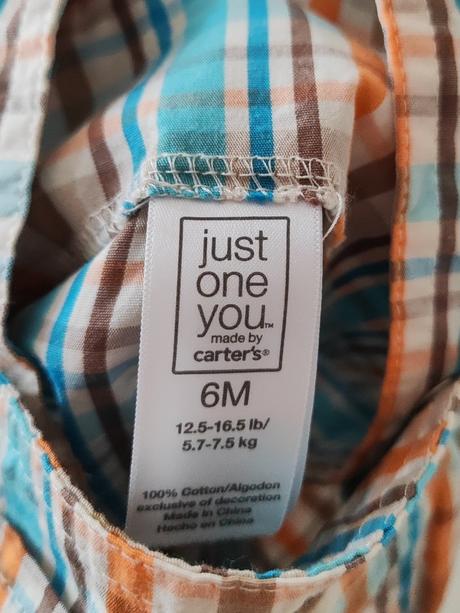 just
one
you™
made by
carter's®
6M
12.5-16.5 lb/
5.7-7.5 kg
100% Cotton/Algodon
exclusive of decoration
Made in China
Hecho en China